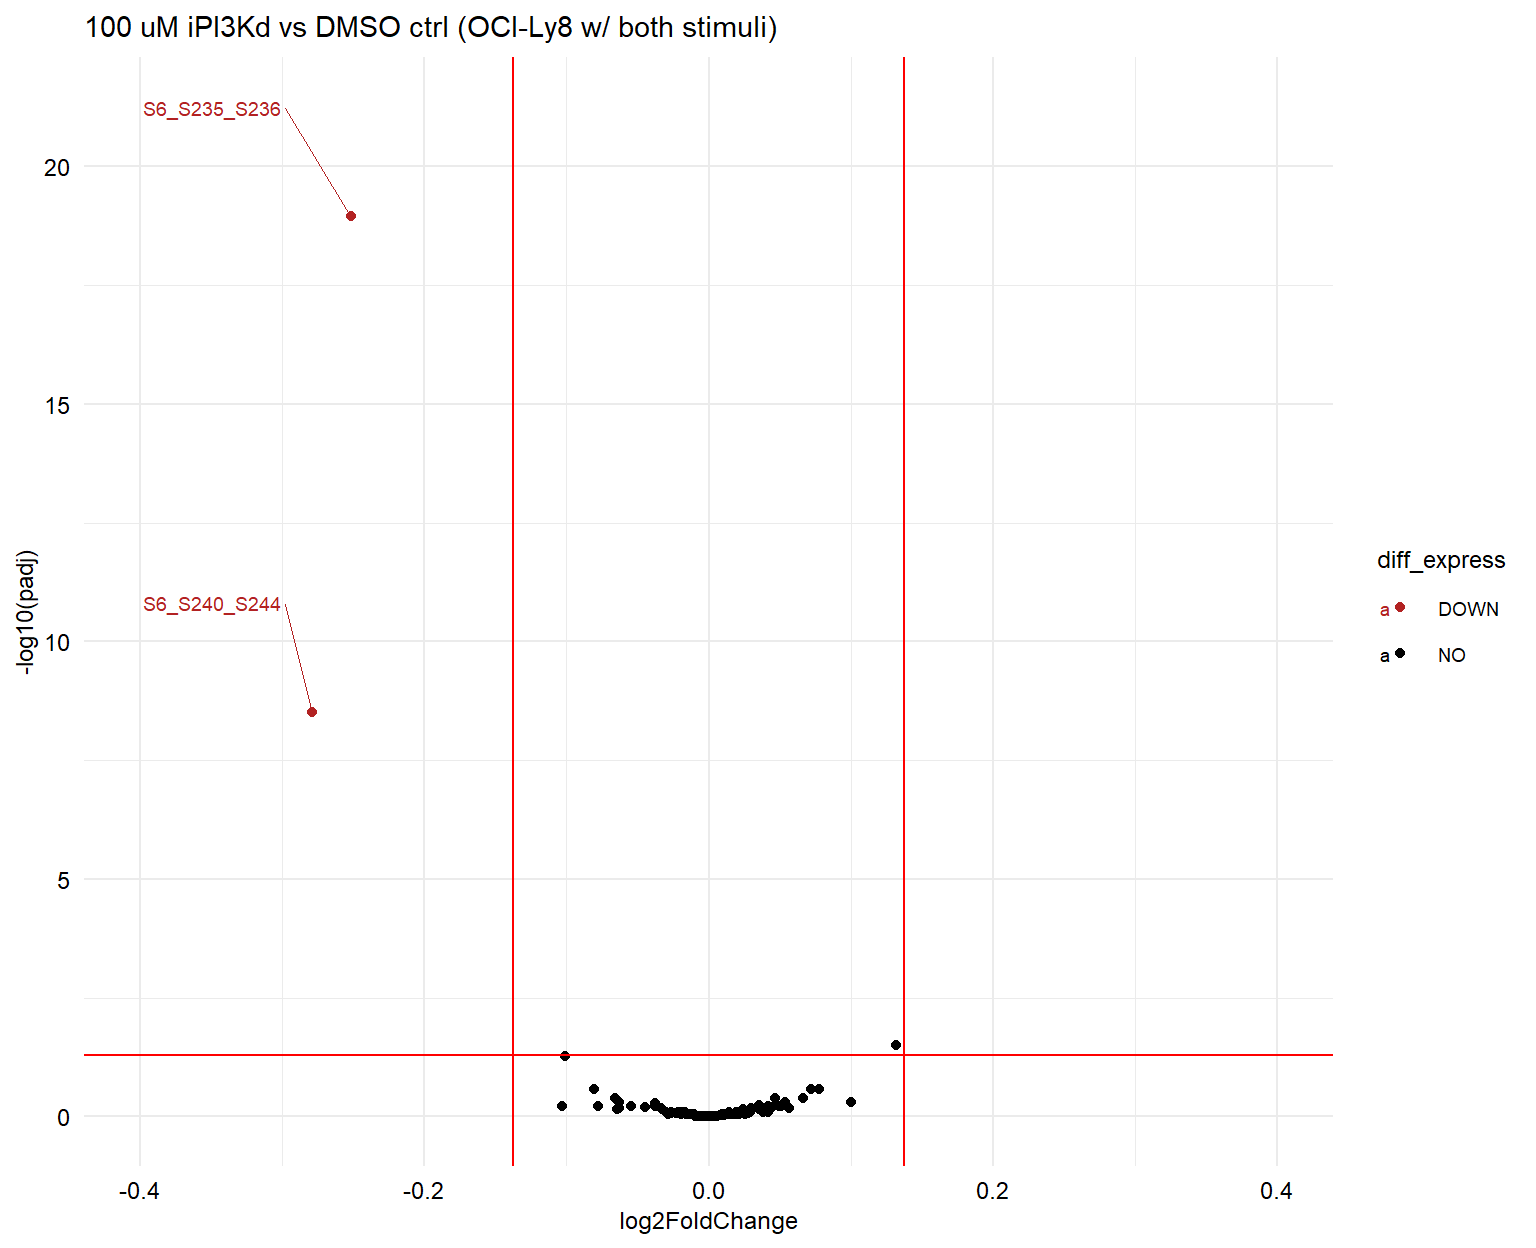 100 uM iPI3Kd vs DMSO ctrl (OCI-Ly8 w/ both stimuli)
S6_S235_S236
20
15
S6_S240_S244
10
5
0
-log10(padj)
-0.4
-0.2
0.0
0.2
0.4
log2FoldChange
diff_express
a DOWN
a NO